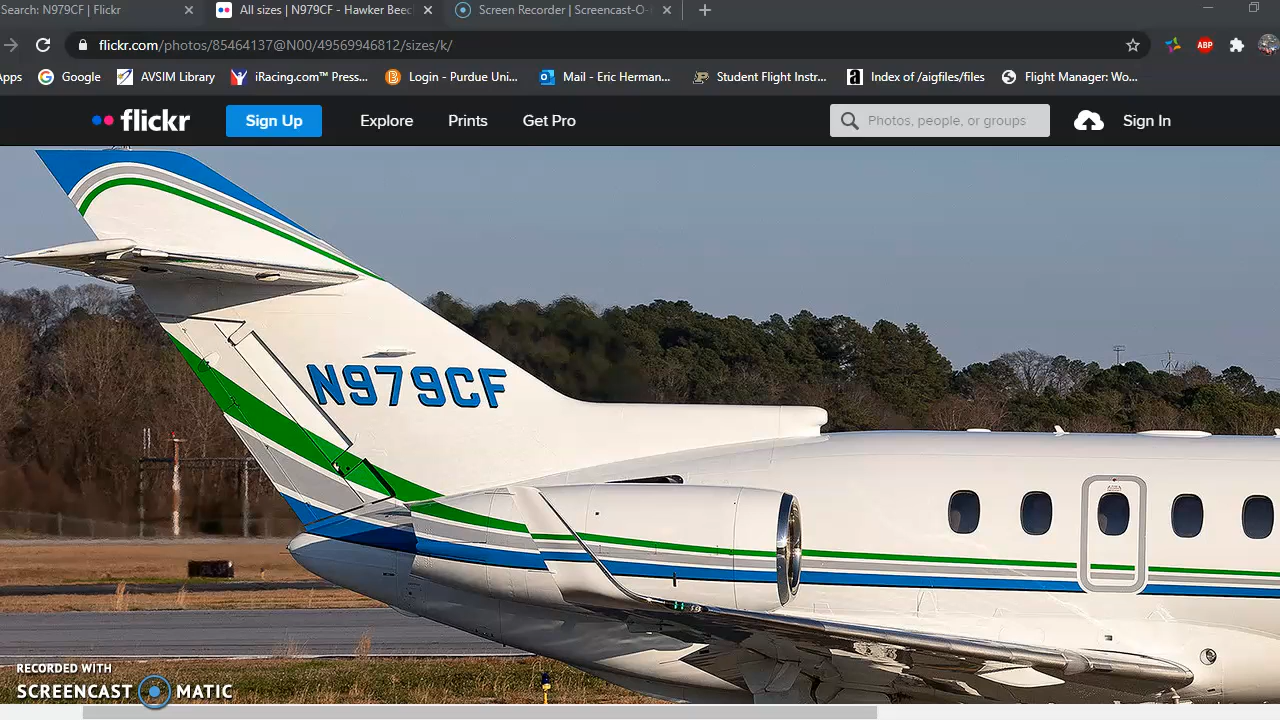 Search: N979CF | Flickr
All sizes | N979CF - Hawker Beec
Screen Recorder | Screencast-O-
flickr.com/photos/85464137@N00/49569946812/sizes/k/
ABP
Apps
Google
AVSIM Library
iRacing.com™ Press...
Login - Purdue Uni...
Mail - Eric Herman...
Student Flight Instr...
Index of /aigfiles/files
Flight Manager: Wo...
flickr
Sign Up
Explore
Prints
Get Pro
Photos, people, or groups
Sign In
N979CF
RECORDED WITH
SCREENCAST MATIC